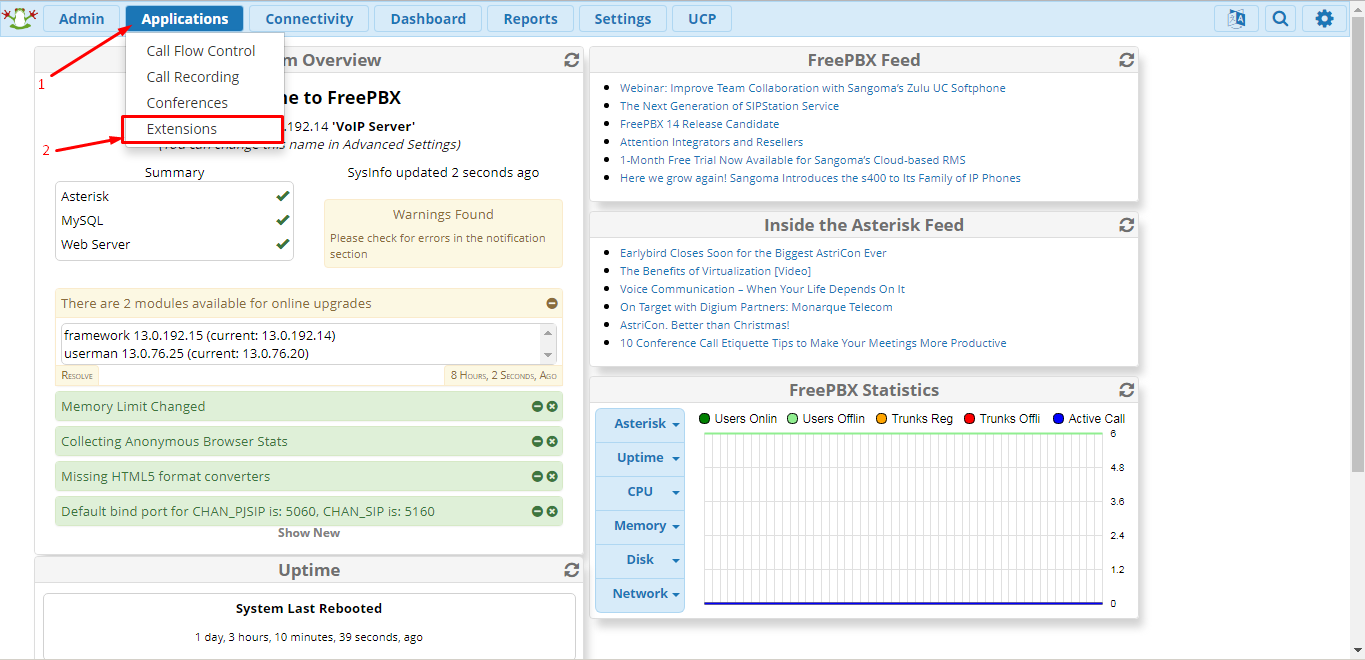 Admin
Applications
Connectivity
Dashboard
Reports
Settings
UCP
1
2
Call Flow Control
Call Recording
Conferences
Extensions
Overview
to FreePBX
.192.14 'VoIP Server'
name in Advanced Settings)
Summary
SysInfo updated 2 seconds ago
Asterisk
MySQL
Web Server
Warnings Found
Please check for errors in the notification
section
There are 2 modules available for online upgrades
framework 13.0.192.15 (current: 13.0.192.14)
userman 13.0.76.25 (current: 13.0.76.20)
Resolve
8 Hours, 2 Seconds, Ago
Memory Limit Changed
Collecting Anonymous Browser Stats
Missing HTML5 format converters
Default bind port for CHAN_PJSIP is: 5060, CHAN_SIP is: 5160
Show New
Uptime
System Last Rebooted
1 day, 3 hours, 10 minutes, 39 seconds, ago
FreePBX Feed
Webinar: Improve Team Collaboration with Sangoma's Zulu UC Softphone
The Next Generation of SIPStation Service
FreePBX 14 Release Candidate
Attention Integrators and Resellers
1-Month Free Trial Now Available for Sangoma's Cloud-based RMS
Here we grow again! Sangoma Introduces the s400 to Its Family of IP Phones
Inside the Asterisk Feed
Earlybird Closes Soon for the Biggest AstriCon Ever
The Benefits of Virtualization [Video]
Voice Communication – When Your Life Depends On It
On Target with Digium Partners: Monarque Telecom
AstriCon. Better than Christmas!
10 Conference Call Etiquette Tips to Make Your Meetings More Productive
FreePBX Statistics
Asterisk
Uptime
CPU
Memory
Disk
Network
Users Onlin
Users Offlin
Trunks Reg
Trunks Offli
Active Call
6
4.8
3.6
2.4
1.2
0